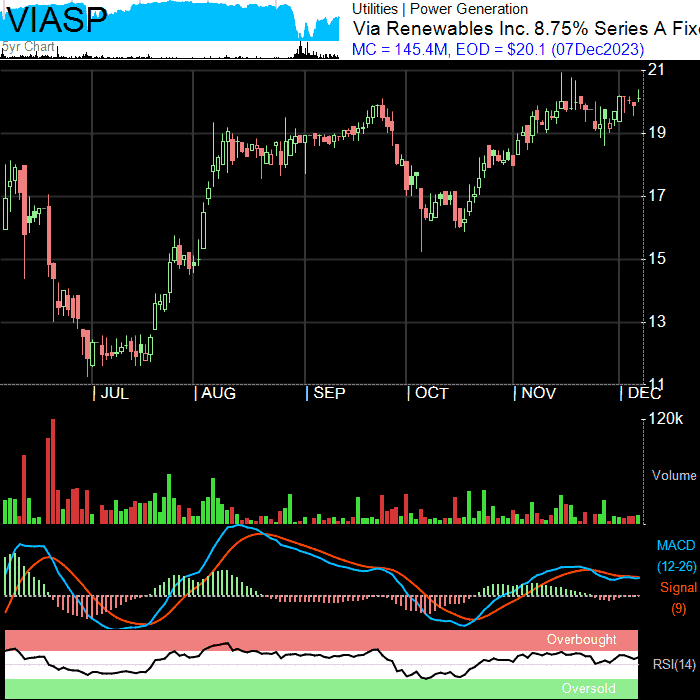 VIASP
5yr Chart
Utilities | Power Generation
Via Renewables Inc. 8.75% Series A Fixe
MC = 145.4M, EOD = $20.1 (07Dec2023)
21
19
17
15
13
11
JUL AUG SEP OCT NOV DEC
120k
Volume
MACD
(12-26)
Signal
(9)
Overbought
RSI(14)
Oversold